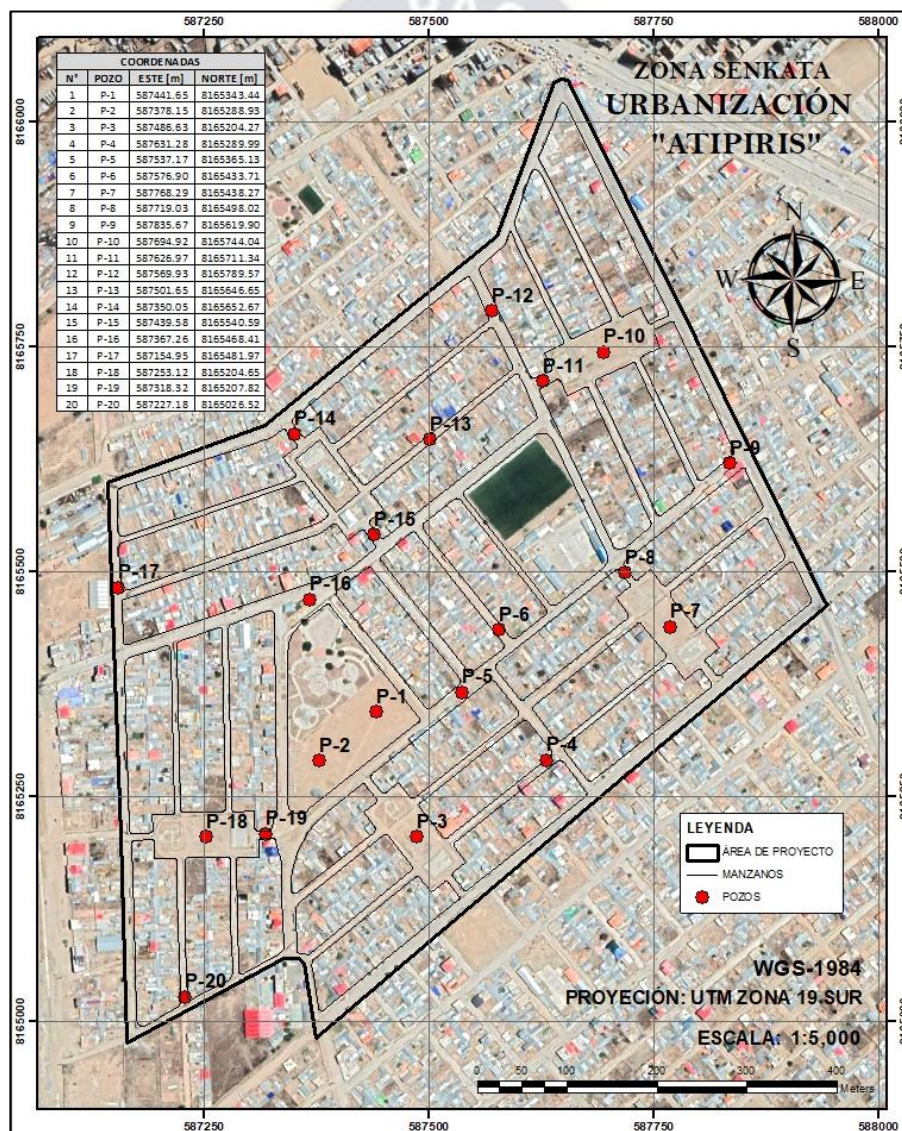 587250 587500 587750 588000
COORDENADAS
N° POZO ESTE [m] NORTE [m]
1 P-1 587441.65 8165343.44
2 P-2 587378.15 8165288.93
3 P-3 587486.63 8165204.27
4 P-4 587631.28 8165289.99
5 P-5 587537.17 8165365.13
6 P-6 587576.90 8165433.71
7 P-7 587768.29 8165438.27
8 P-8 587719.03 8165498.02
9 P-9 587835.67 8165619.90
10 P-10 587694.92 8165744.04
11 P-11 587626.97 8165711.34
12 P-12 587569.93 8165789.57
13 P-13 587501.65 8165646.65
14 P-14 587350.05 8165652.67
15 P-15 587439.58 8165540.59
16 P-16 587367.26 8165468.41
17 P-17 587154.95 8165481.97
18 P-18 587253.12 8165204.65
19 P-19 587318.32 8165207.82
20 P-20 587227.18 8165026.52
ZONA SENKATA
URBANIZACIÓN
"ATIPIRIS"
N
W E
S
8166000
8165750
8165500
8165250
8165000
P-12
P-10
P-11
P-14
P-13
P-9
P-15
P-8
P-17
P-16
P-7
P-6
P-5
P-1
P-2
P-4
P-18
P-19
P-3
P-20
LEYENDA
ÁREA DE PROYECTO
MANZANOS
POZOS
WGS-1984
PROYECIÓN: UTM ZONA 19 SUR
ESCALA: 1:5,000
0 50 100 200 300 400
Meters
587250 587500 587750 588000